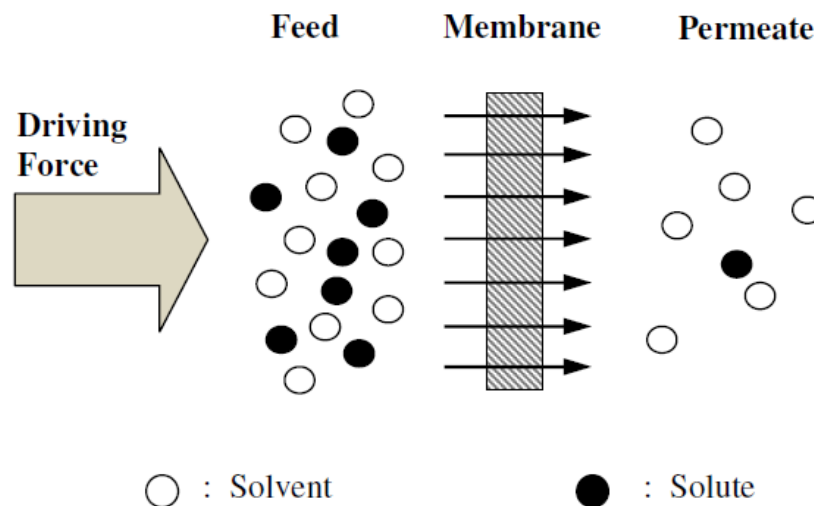 Feed Membrane Permeate
Driving
Force
: Solvent : Solute